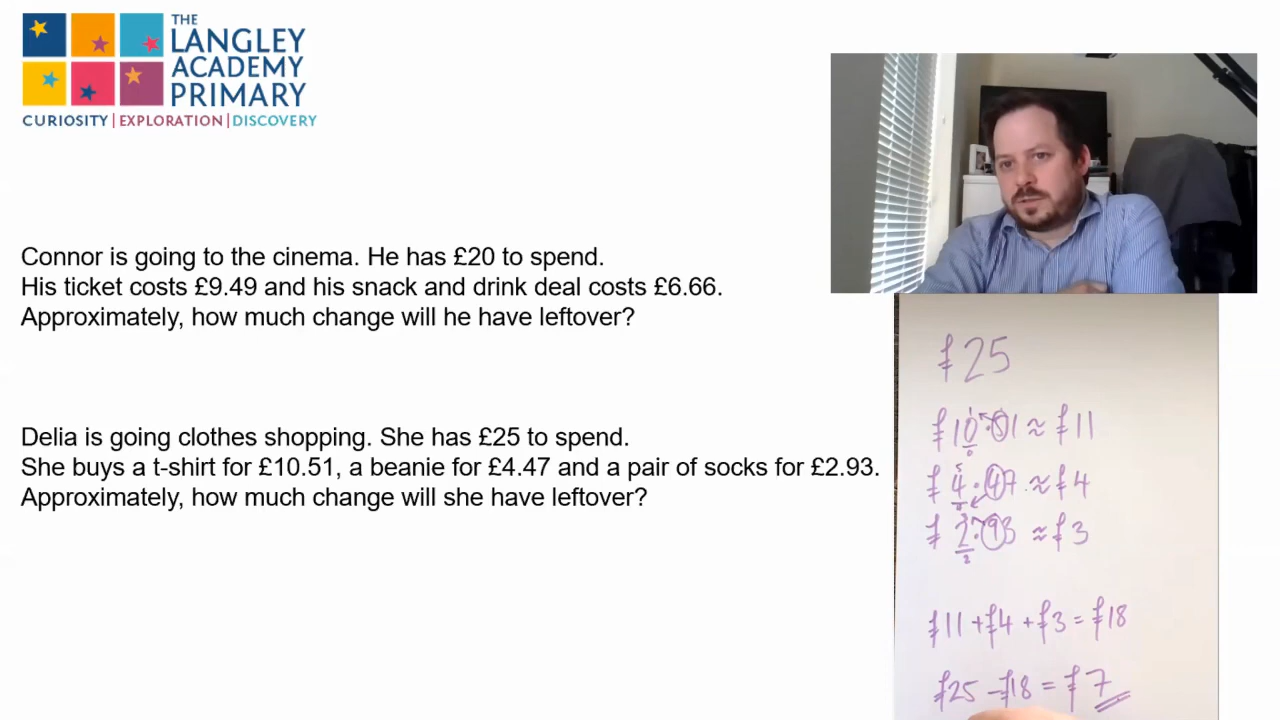 THE
LANGLEY
ACADEMY
PRIMARY
CURIOSITY | EXPLORATION | DISCOVERY
Connor is going to the cinema. He has £20 to spend.
His ticket costs £9.49 and his snack and drink deal costs £6.66.
Approximately, how much change will he have leftover?
Delia is going clothes shopping. She has £25 to spend.
She buys a t-shirt for £10.51, a beanie for £4.47 and a pair of socks for £2.93.
Approximately, how much change will she have leftover?
£25
£10.51 ≈ £11
£4.47 ≈ £4
£2.93 ≈ £3
£11 + £4 + £3 = £18
£25 - £18 = £7